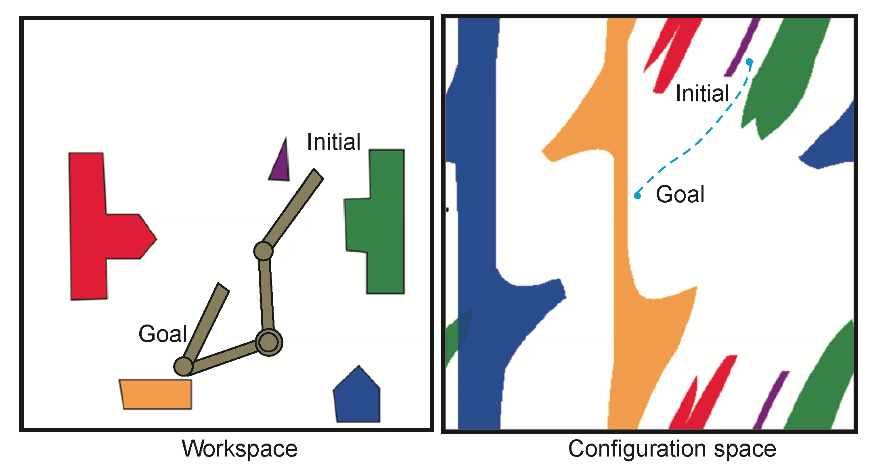 Initial
Goal
Workspace
Initial
Goal
Configuration space